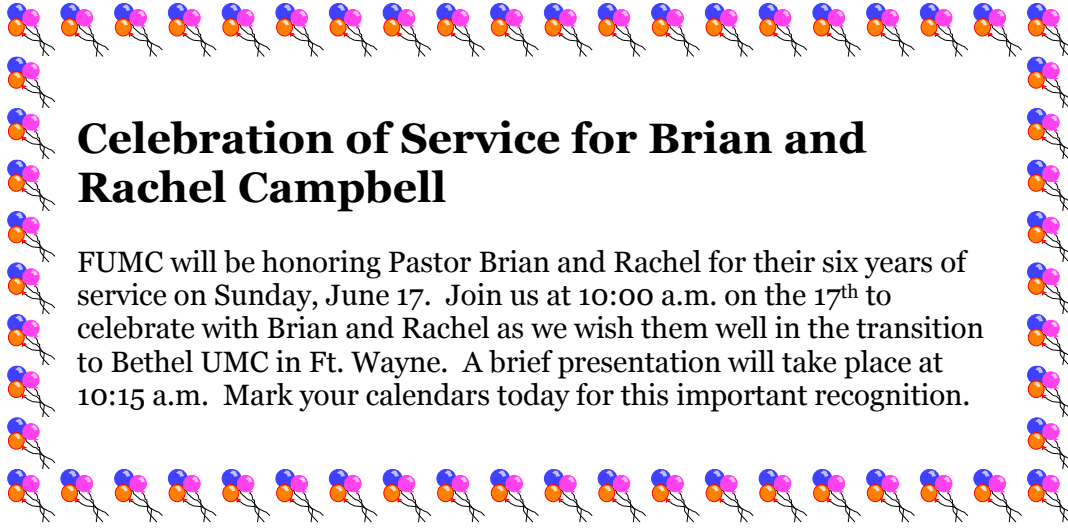 Celebration of Service for Brian and
Rachel Campbell
FUMC will be honoring Pastor Brian and Rachel for their six years of
service on Sunday, June 17.  Join us at 10:00 a.m. on the 17th to
celebrate with Brian and Rachel as we wish them well in the transition
to Bethel UMC in Ft. Wayne.  A brief presentation will take place at
10:15 a.m.  Mark your calendars today for this important recognition.